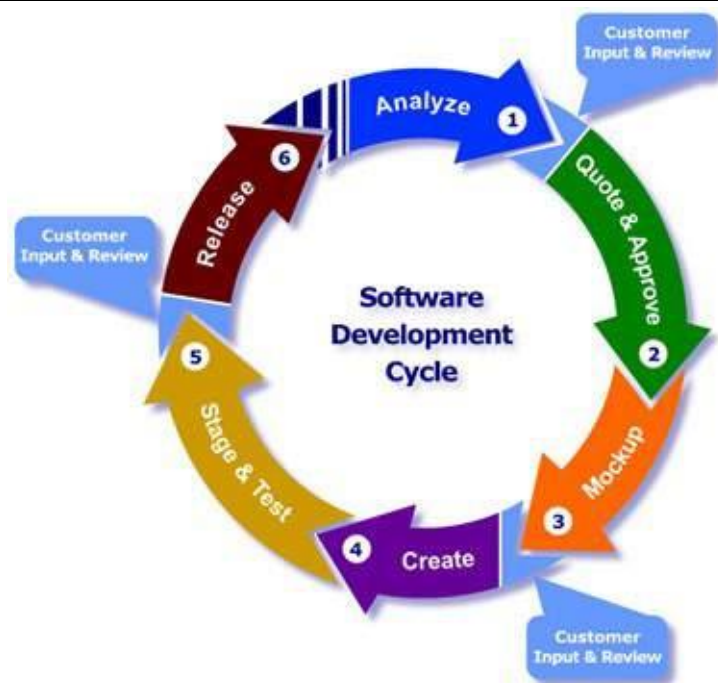 Customer
Input & Review
Analyze
1
Quote & Approve
2
Mockup
3
Customer
Input & Review
Create
4
Stage & Test
5
Customer
Input & Review
Release
6
Software
Development
Cycle